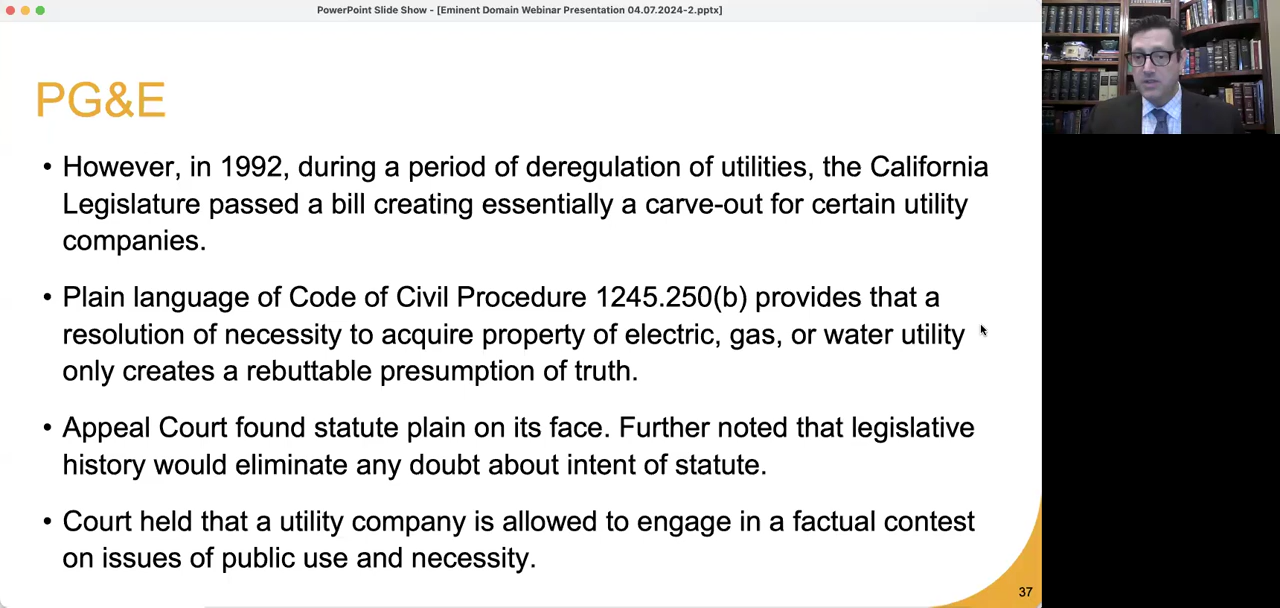 PowerPoint Slide Show - [Eminent Domain Webinar Presentation 04.07.2024-2.pptx]
PG&E
• However, in 1992, during a period of deregulation of utilities, the California
Legislature passed a bill creating essentially a carve-out for certain utility
companies.
• Plain language of Code of Civil Procedure 1245.250(b) provides that a
resolution of necessity to acquire property of electric, gas, or water utility
only creates a rebuttable presumption of truth.
• Appeal Court found statute plain on its face. Further noted that legislative
history would eliminate any doubt about intent of statute.
• Court held that a utility company is allowed to engage in a factual contest
on issues of public use and necessity.
37